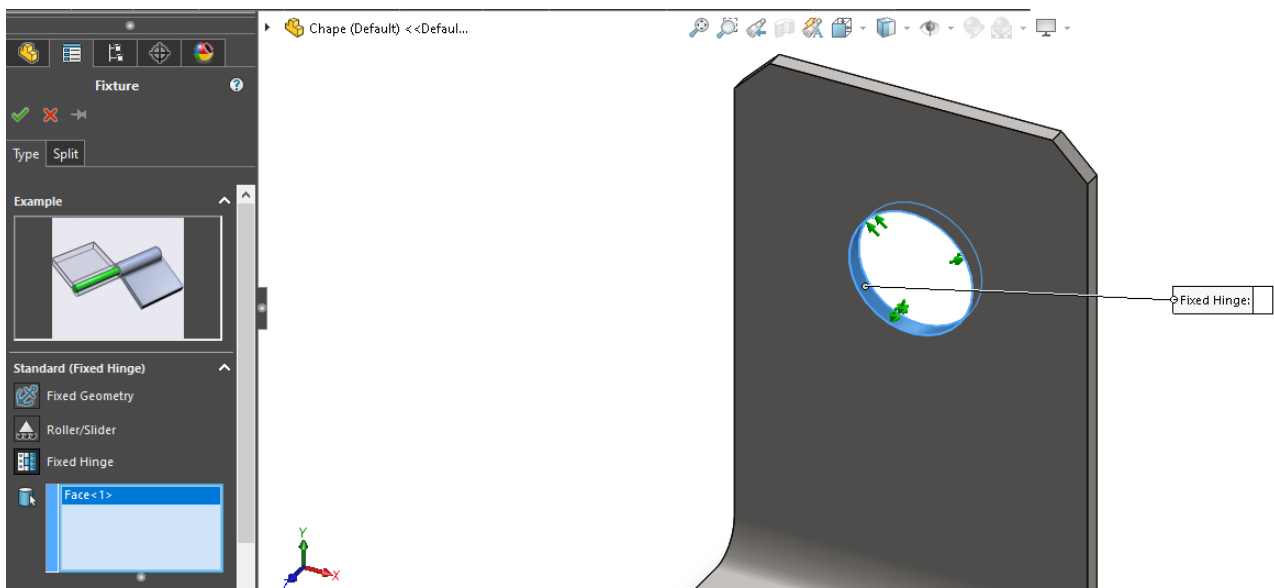 Chape (Default) <<Defaul...
Fixture
Type
Split
Example
Standard (Fixed Hinge)
Fixed Geometry
Roller/Slider
Fixed Hinge
Face<1>
Fixed Hinge:
Y
X